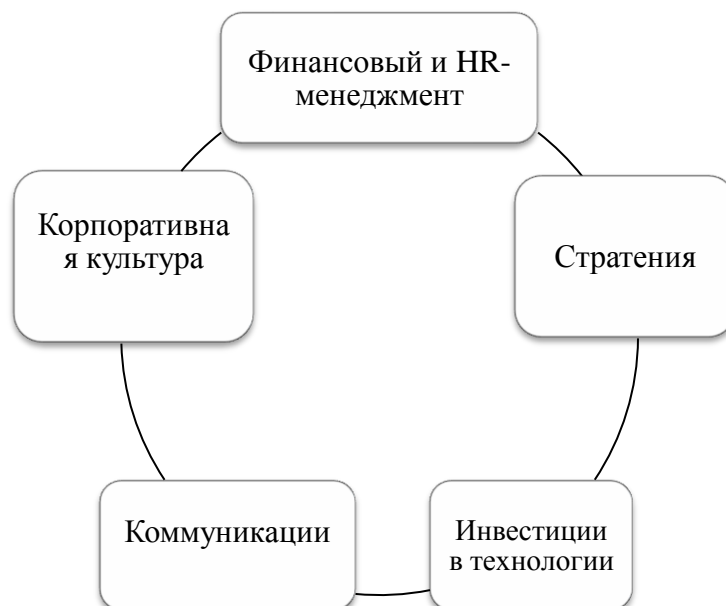 Финансовый и HR-
менеджмент
Корпоративна
я культура
Стратения
Коммуникации
Инвестиции
в технологии